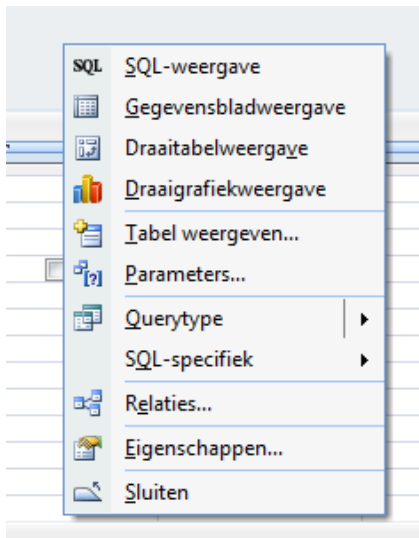 SQL SQL-weergave
Gegevensbladweergave
Draaitabelweergave
Draaigrafiekweergave
Tabel weergeven...
Parameters...
Querytype
SQL-specifiek
Relaties...
Eigenschappen...
Sluiten